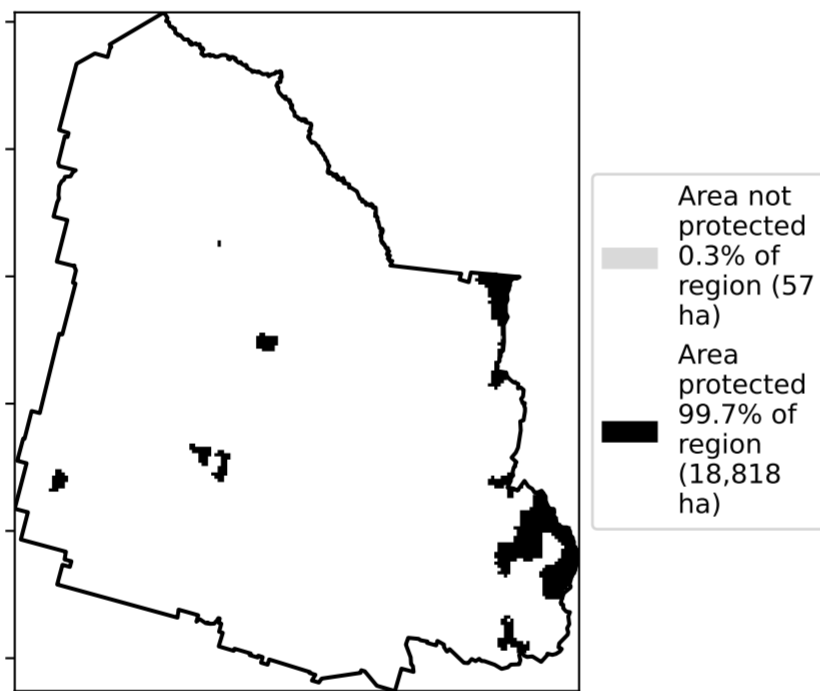 Area not
protected
0.3% of
region (57
ha)
Area
protected
99.7% of
region
(18,818
ha)